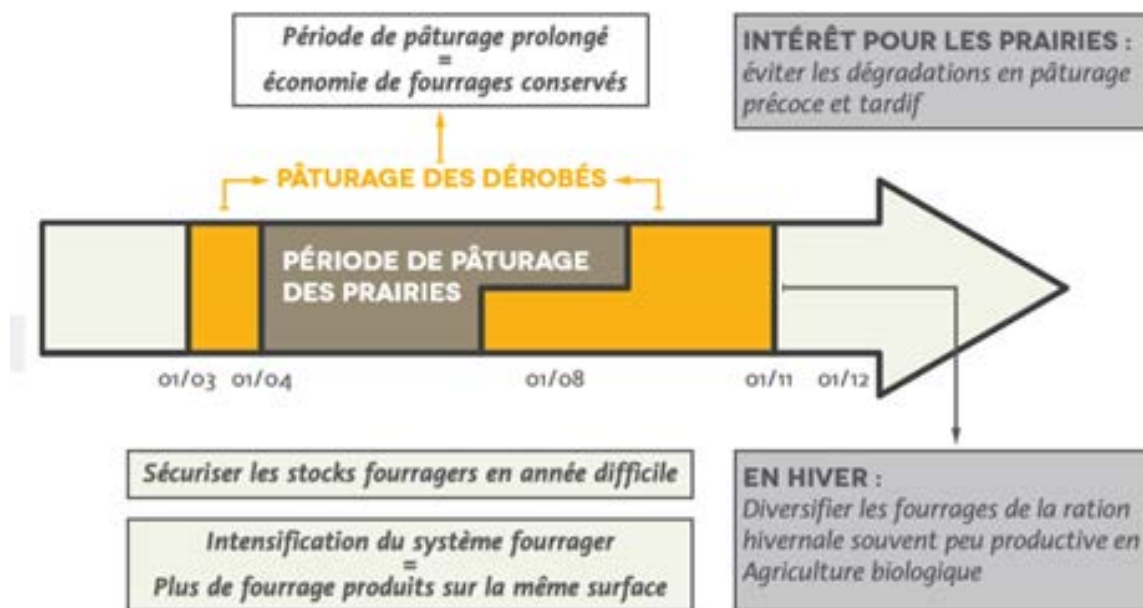 Période de pâturage prolongé
=
économie de fourrages conservés
INTÉRÊT POUR LES PRAIRIES :
éviter les dégradations en pâturage
précoce et tardif
PÂTURAGE DES DÉROBÉS
PÉRIODE DE PÂTURAGE
DES PRAIRIES
01/03 01/04 01/08 01/11 01/12
Sécuriser les stocks fourragers en année difficile
Intensification du système fourrager
=
Plus de fourrage produits sur la même surface
EN HIVER :
Diversifier les fourrages de la ration
hivernale souvent peu productive en
Agriculture biologique